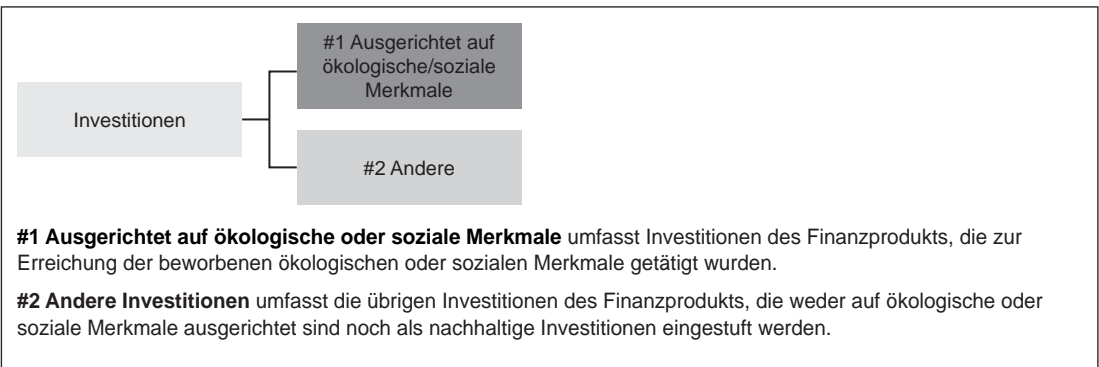 #1 Ausgerichtet auf
ökologische/soziale
Merkmale
Investitionen
#2 Andere
#1 Ausgerichtet auf ökologische oder soziale Merkmale umfasst Investitionen des Finanzprodukts, die zur
Erreichung der beworbenen ökologischen oder sozialen Merkmale getätigt wurden.
#2 Andere Investitionen umfasst die übrigen Investitionen des Finanzprodukts, die weder auf ökologische oder
soziale Merkmale ausgerichtet sind noch als nachhaltige Investitionen eingestuft werden.